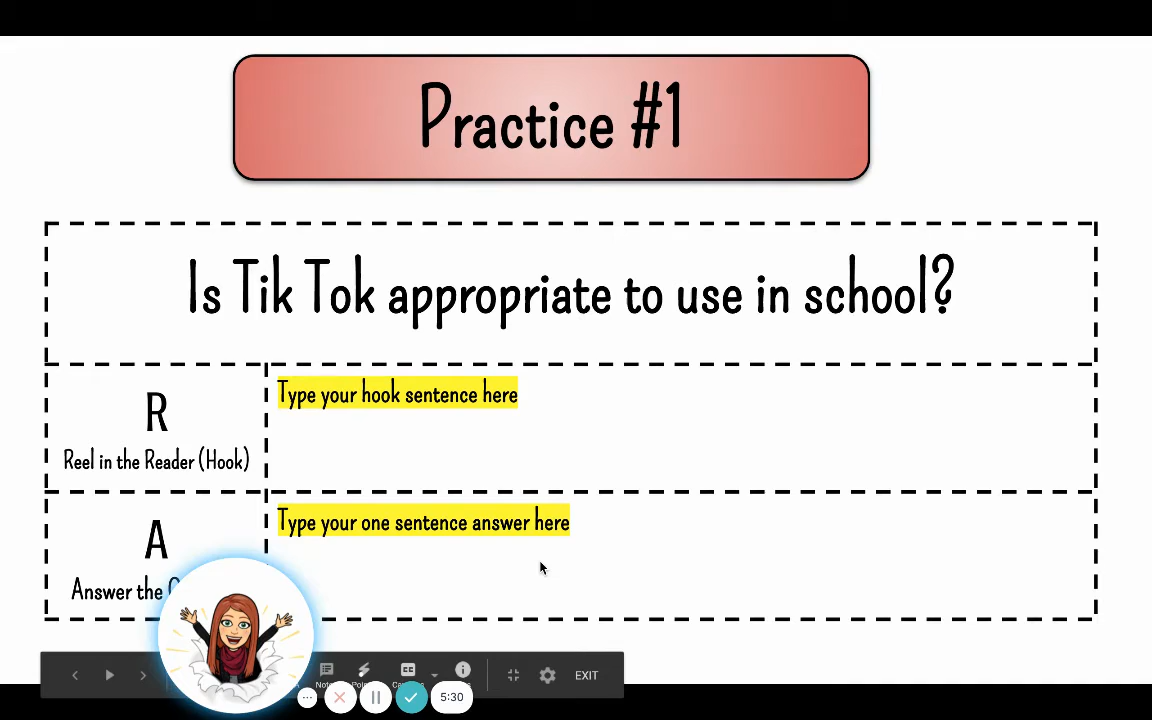 Practice #1
Is Tik Tok appropriate to use in school?
R
Reel in the Reader (Hook)
Type your hook sentence here
A
Answer the
Type your one sentence answer here
EXIT
5:30